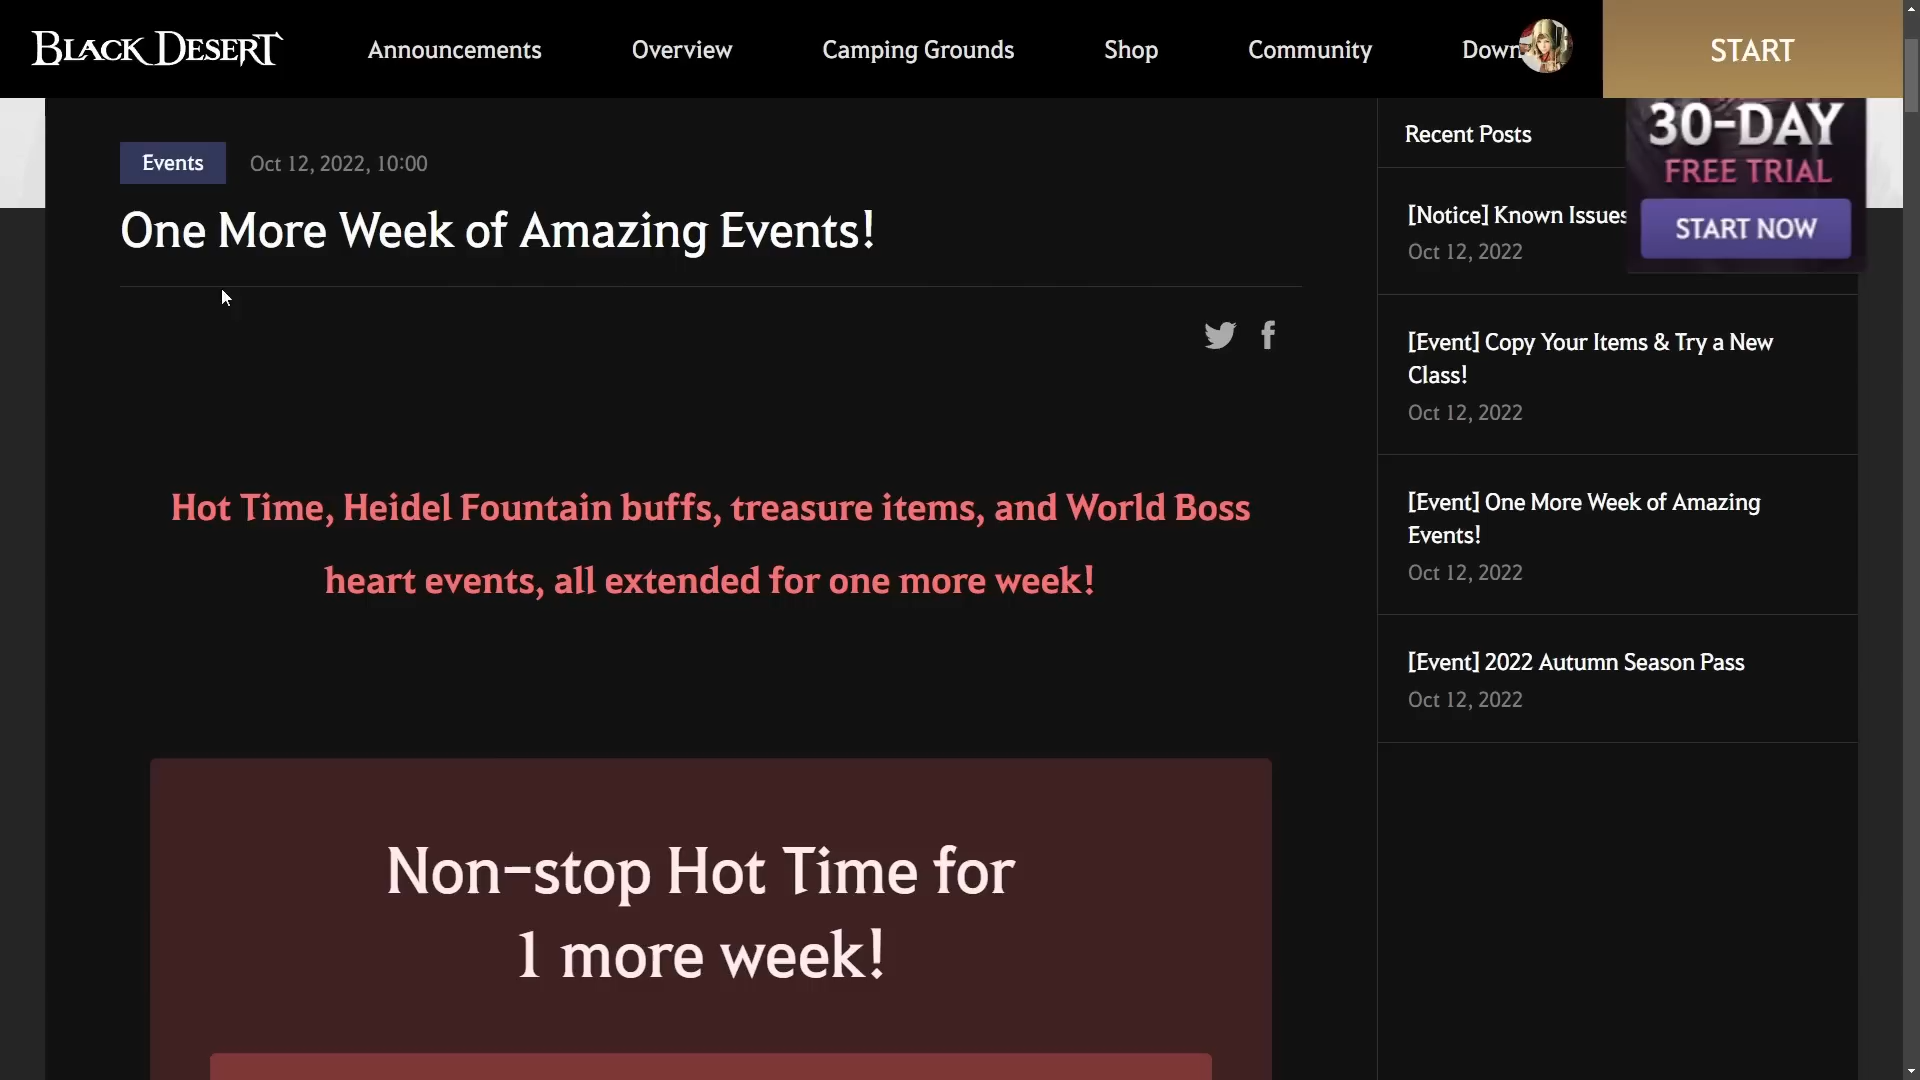 BLACK DESERT
Announcements
Overview
Camping Grounds
Shop
Community
Down
START
Events
Oct 12, 2022, 10:00
One More Week of Amazing Events!
Hot Time, Heidel Fountain buffs, treasure items, and World Boss
heart events, all extended for one more week!
Non-stop Hot Time for
1 more week!
Recent Posts
[Notice] Known Issues
Oct 12, 2022
[Event] Copy Your Items & Try a New
Class!
Oct 12, 2022
[Event] One More Week of Amazing
Events!
Oct 12, 2022
[Event] 2022 Autumn Season Pass
Oct 12, 2022
30-DAY
FREE TRIAL
START NOW